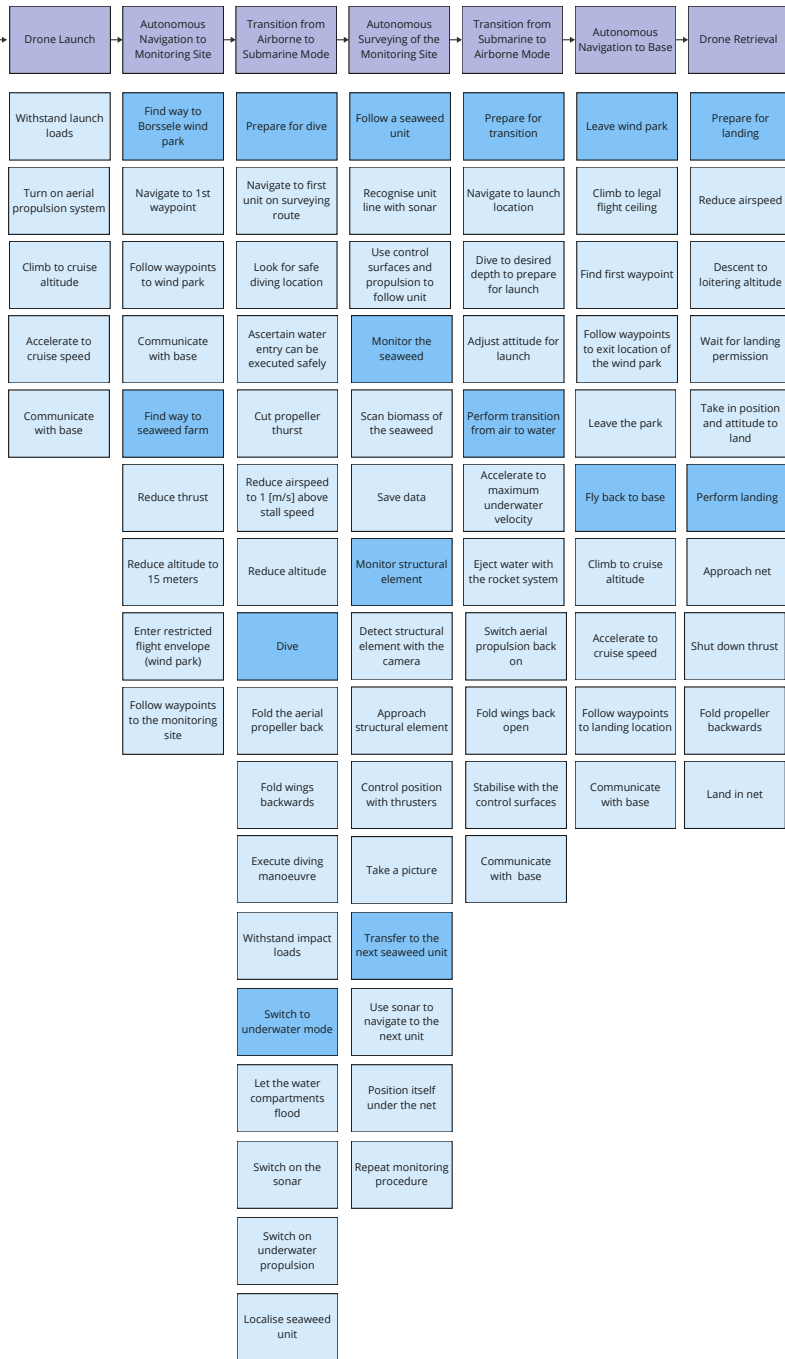 Drone Launch
Autonomous
Navigation to
Monitoring Site
Transition from
Airborne to
Submarine Mode
Autonomous
Surveying of the
Monitoring Site
Transition from
Submarine to
Airborne Mode
Autonomous
Navigation to Base
Drone Retrieval
Withstand launch
loads
Turn on aerial
propulsion system
Climb to cruise
altitude
Accelerate to
cruise speed
Communicate
with base
Find way to
Borssele wind
park
Navigate to 1st
waypoint
Follow waypoints
to wind park
Communicate
with base
Find way to
seaweed farm
Reduce thrust
Reduce altitude to
15 meters
Enter restricted
flight envelope
(wind park)
Follow waypoints
to the monitoring
site
Prepare for dive
Navigate to first
unit on surveying
route
Look for safe
diving location
Ascertain water
entry can be
executed safely
Cut propeller
thurst
Reduce airspeed
to 1 [m/s] above
stall speed
Reduce altitude
Dive
Fold the aerial
propeller back
Fold wings
backwards
Execute diving
manoeuvre
Withstand impact
loads
Switch to
underwater mode
Let the water
compartments
flood
Switch on the
sonar
Switch on
underwater
propulsion
Localise seaweed
unit
Follow a seaweed
unit
Recognise unit
line with sonar
Use control
surfaces and
propulsion to
follow unit
Monitor the
seaweed
Scan biomass of
the seaweed
Save data
Monitor structural
element
Detect structural
element with the
camera
Approach
structural element
Control position
with thrusters
Take a picture
Transfer to the
next seaweed unit
Use sonar to
navigate to the
next unit
Position itself
under the net
Repeat monitoring
procedure
Prepare for
transition
Navigate to launch
location
Dive to desired
depth to prepare
for launch
Adjust attitude for
launch
Perform transition
from air to water
Accelerate to
maximum
underwater
velocity
Eject water with
the rocket system
Switch aerial
propulsion back
on
Fold wings back
open
Stabilise with the
control surfaces
Communicate
with base
Leave wind park
Climb to legal
flight ceiling
Find first waypoint
Follow waypoints
to exit location of
the wind park
Leave the park
Fly back to base
Climb to cruise
altitude
Accelerate to
cruise speed
Follow waypoints
to landing location
Communicate
with base
Prepare for
landing
Reduce airspeed
Descent to
loitering altitude
Wait for landing
permission
Take in position
and attitude to
land
Perform landing
Approach net
Shut down thrust
Fold propeller
backwards
Land in net